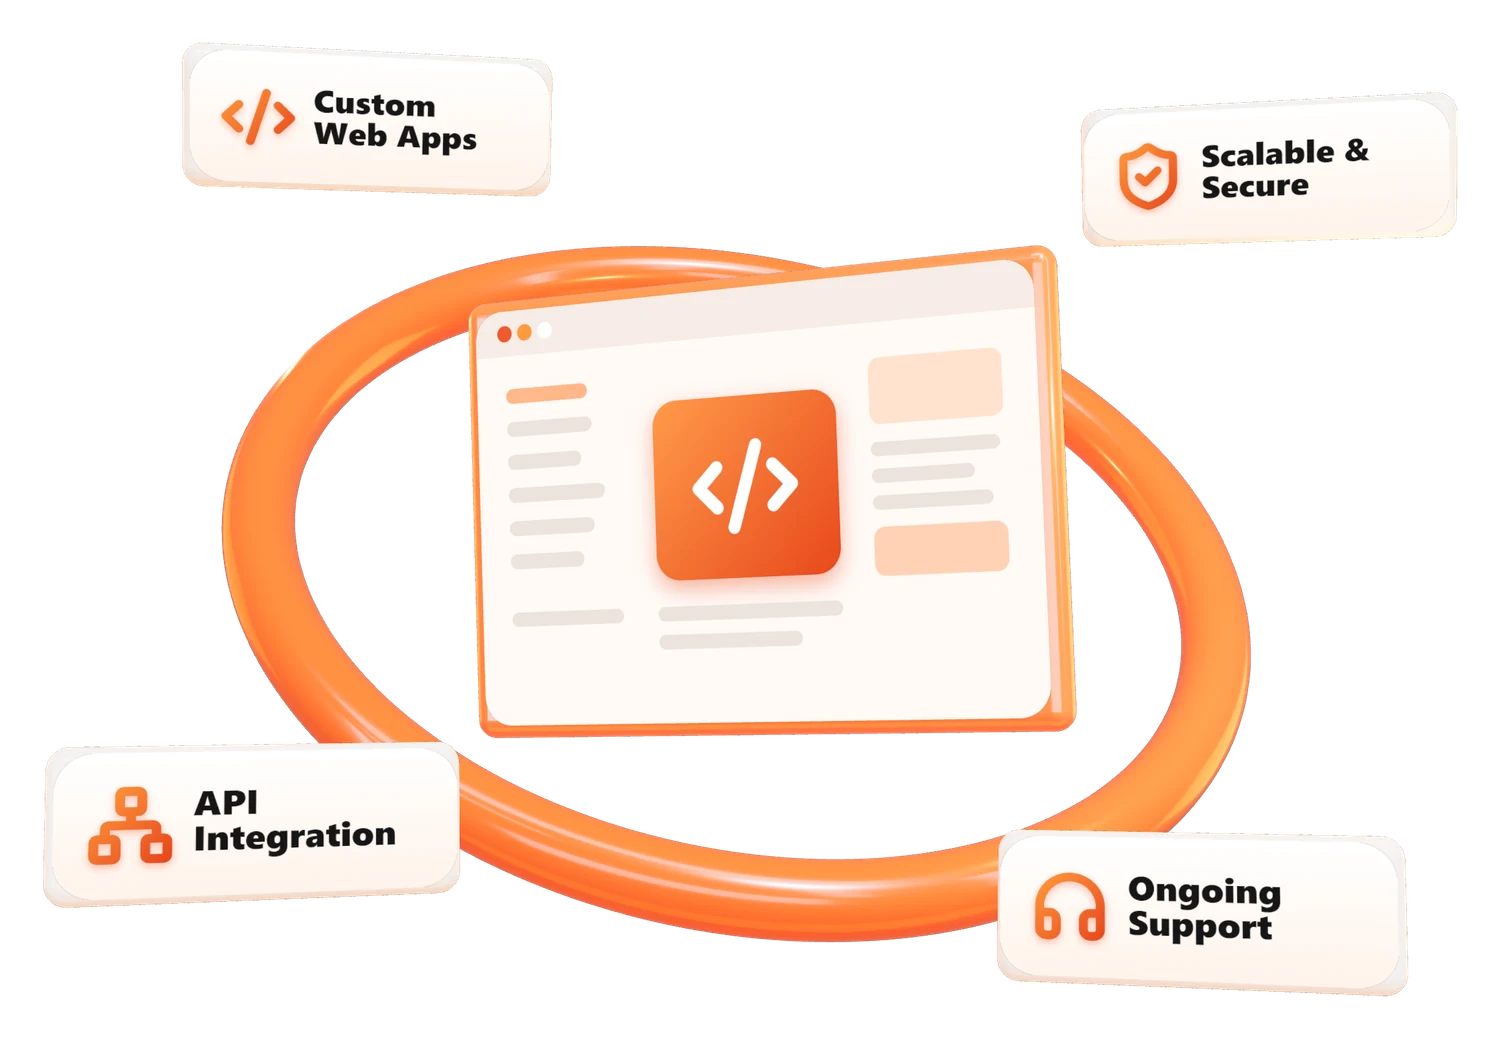 Custom
Web Apps
Scalable &
Secure
API
Integration
Ongoing
Support